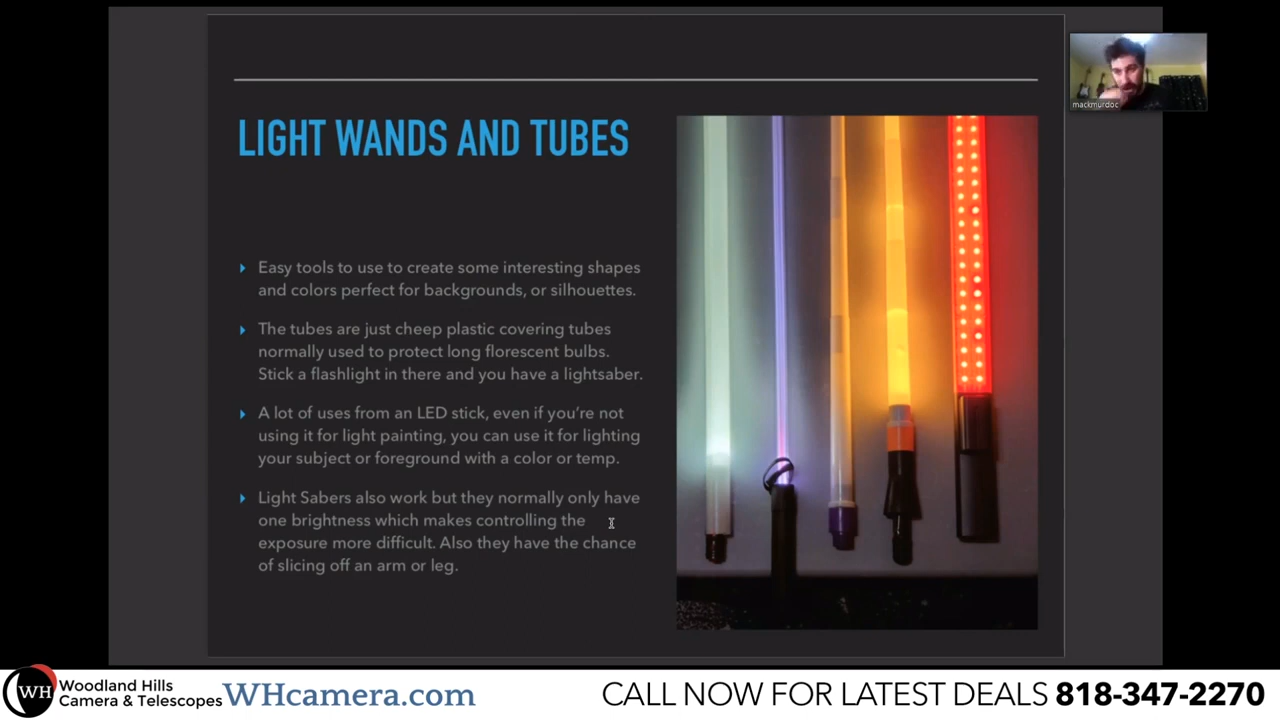 mackmurdoc
LIGHT WANDS AND TUBES
Easy tools to use to create some interesting shapes
and colors perfect for backgrounds, or silhouettes.
The tubes are just cheep plastic covering tubes
normally used to protect long florescent bulbs.
Stick a flashlight in there and you have a lightsaber.
A lot of uses from an LED stick, even if you're not
using it for light painting, you can use it for lighting
your subject or foreground with a color or temp.
Light Sabers also work but they normally only have
one brightness which makes controlling the
exposure more difficult. Also they have the chance
of slicing off an arm or leg.
WH
Woodland Hills
Camera & Telescopes
WHcamera.com
CALL NOW FOR LATEST DEALS 818-347-2270